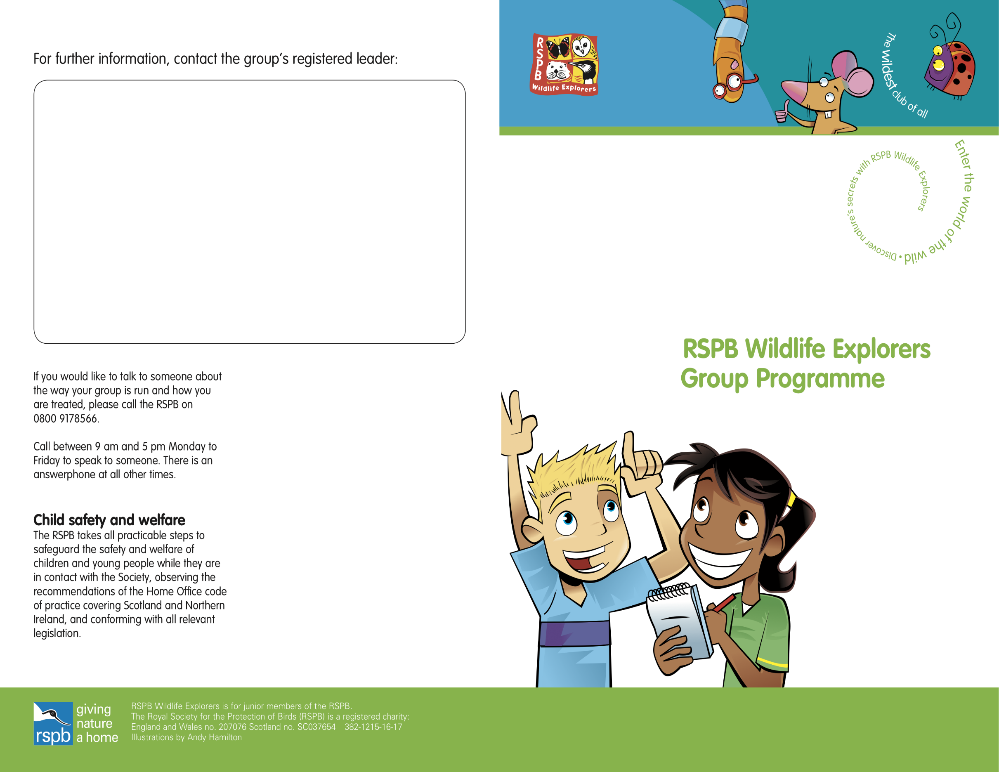 For further information, contact the group's registered leader:
If you would like to talk to someone about
the way your group is run and how you
are treated, please call the RSPB on
0800 9178566.
Call between 9 am and 5 pm Monday to
Friday to speak to someone. There is an
answerphone at all other times.
Child safety and welfare
The RSPB takes all practicable steps to
safeguard the safety and welfare of
children and young people while they are
in contact with the Society, observing the
recommendations of the Home Office code
of practice covering Scotland and Northern
Ireland, and conforming with all relevant
legislation.
rspb
giving
nature
a home
RSPB Wildlife Explorers is for junior members of the RSPB.
The Royal Society for the Protection of Birds (RSPB) is a registered charity:
England and Wales no. 207076 Scotland no. SC037654 382-1215-16-17
Illustrations by Andy Hamilton
RSPB
Wildlife Explorers
The wildest club of all
Enter the world of the wild • Discover nature's secrets with RSPB Wildlife Explorers
RSPB Wildlife Explorers
Group Programme